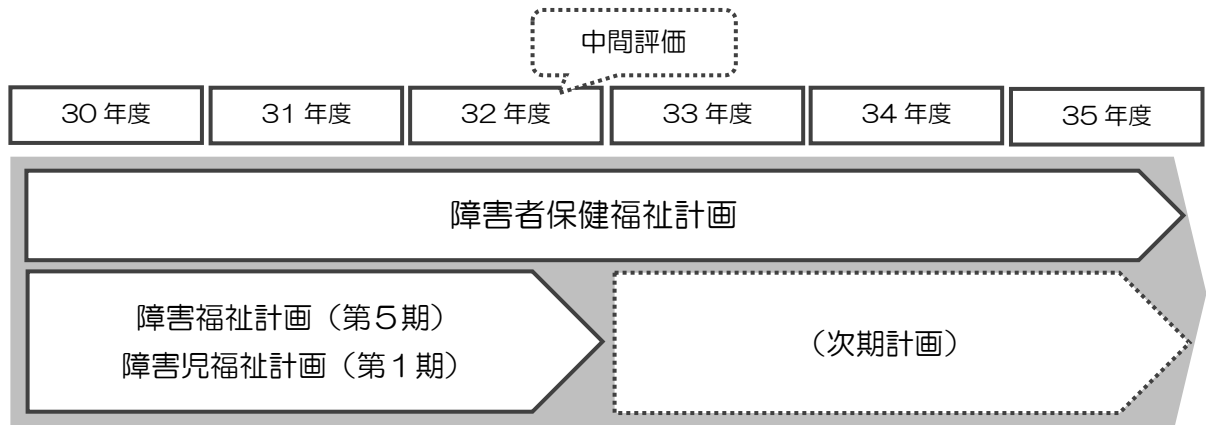 中間評価
30 年度
31 年度
32 年度
33 年度
34 年度
35 年度
障害者保健福祉計画
障害福祉計画（第５期）
障害児福祉計画（第１期）
（次期計画）